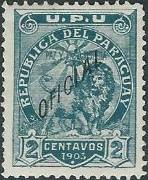 U.P.U
REPUBLICA DEL PARAGUAY
OFICIAL
2 CENTAVOS 2
1903